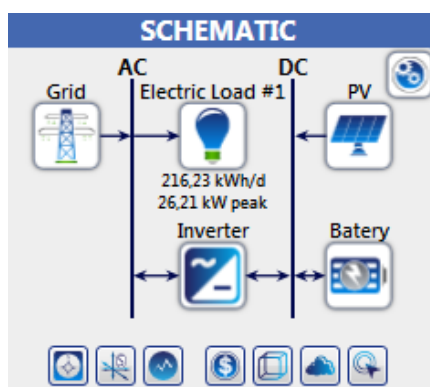 SCHEMATIC
AC DC
Grid Electric Load #1 PV
216,23 kWh/d
26,21 kW peak
Inverter Batery